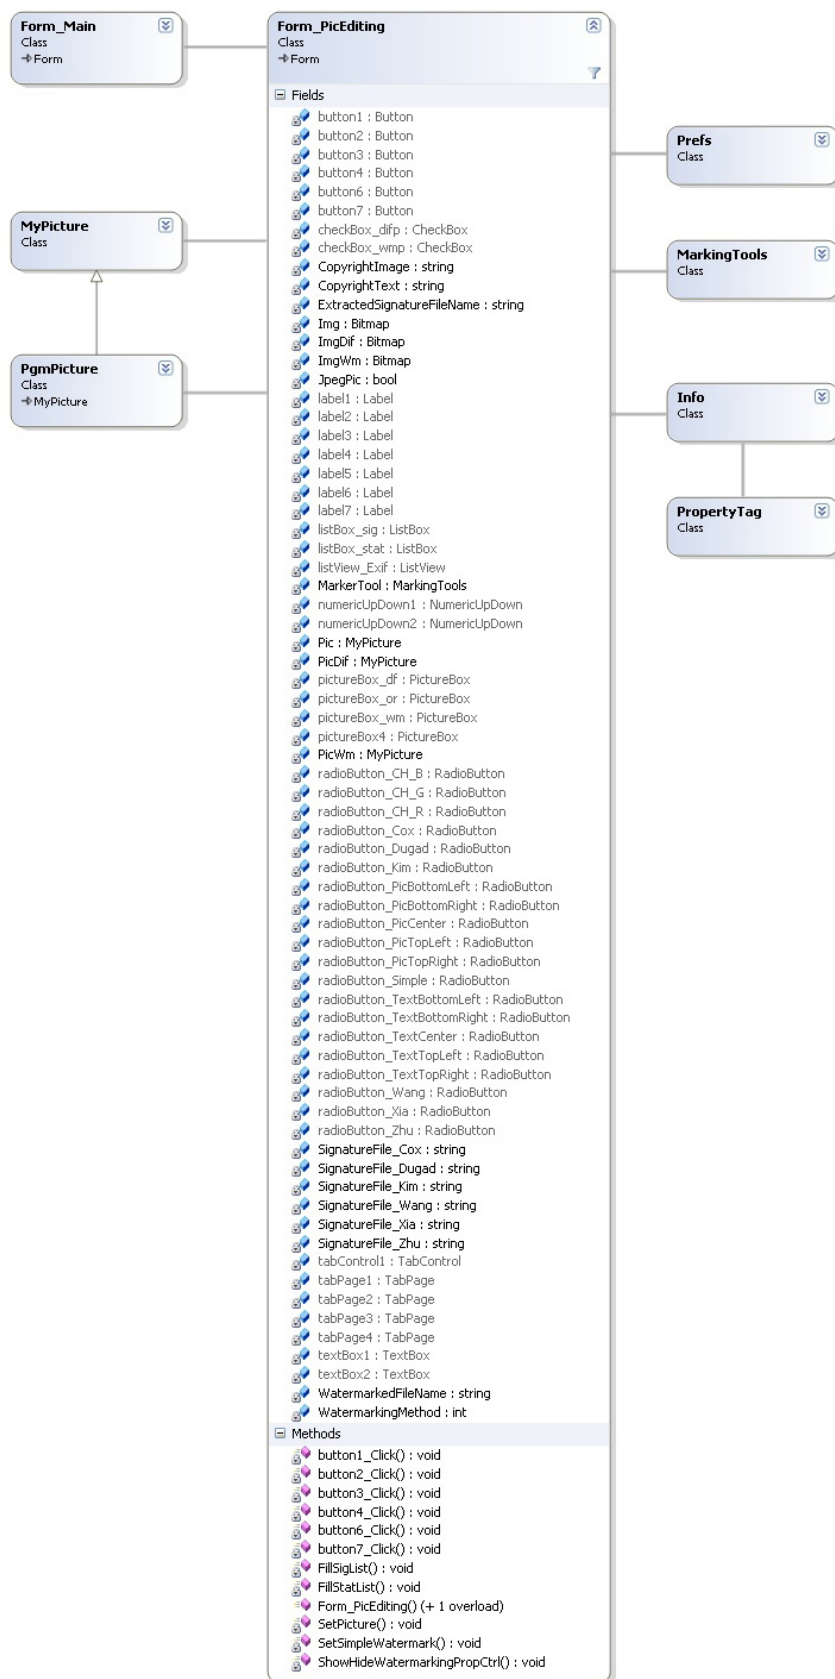 Form_Main
Class
Form
MyPicture
Class
PgmPicture
Class
MyPicture
Form_PicEditing
Class
Form
Fields
button1 : Button
button2 : Button
button3 : Button
button4 : Button
button6 : Button
button7 : Button
checkBox_difp : CheckBox
checkBox_wmp : CheckBox
CopyrightImage : string
CopyrightText : string
ExtractedSignatureFileName : string
Img : Bitmap
ImgDif : Bitmap
ImgWm : Bitmap
JpegPic : bool
label1 : Label
label2 : Label
label3 : Label
label4 : Label
label5 : Label
label6 : Label
label7 : Label
listBox_sig : ListBox
listBox_stat : ListBox
listView_Exif : ListView
MarkerTool : MarkingTools
numericUpDown1 : NumericUpDown
numericUpDown2 : NumericUpDown
Pic : MyPicture
PicDif : MyPicture
pictureBox_df : PictureBox
pictureBox_or : PictureBox
pictureBox_wm : PictureBox
pictureBox4 : PictureBox
PicWm : MyPicture
radioButton_CH_B : RadioButton
radioButton_CH_G : RadioButton
radioButton_CH_R : RadioButton
radioButton_Cox : RadioButton
radioButton_Dugad : RadioButton
radioButton_Kim : RadioButton
radioButton_PicBottomLeft : RadioButton
radioButton_PicBottomRight : RadioButton
radioButton_PicCenter : RadioButton
radioButton_PicTopLeft : RadioButton
radioButton_PicTopRight : RadioButton
radioButton_Simple : RadioButton
radioButton_TextBottomLeft : RadioButton
radioButton_TextBottomRight : RadioButton
radioButton_TextCenter : RadioButton
radioButton_TextTopLeft : RadioButton
radioButton_TextTopRight : RadioButton
radioButton_Wang : RadioButton
radioButton_Xia : RadioButton
radioButton_Zhu : RadioButton
SignatureFile_Cox : string
SignatureFile_Dugad : string
SignatureFile_Kim : string
SignatureFile_Wang : string
SignatureFile_Xia : string
SignatureFile_Zhu : string
tabControl1 : TabControl
tabPage1 : TabPage
tabPage2 : TabPage
tabPage3 : TabPage
tabPage4 : TabPage
textBox1 : TextBox
textBox2 : TextBox
WatermarkedFileName : string
WatermarkingMethod : int
Methods
button1_Click() : void
button2_Click() : void
button3_Click() : void
button4_Click() : void
button6_Click() : void
button7_Click() : void
FillSigList() : void
FillStatList() : void
Form_PicEditing() (+ 1 overload)
SetPicture() : void
SetSimpleWatermark() : void
ShowHideWatermarkingPropCtrl() : void
Prefs
Class
MarkingTools
Class
Info
Class
PropertyTag
Class